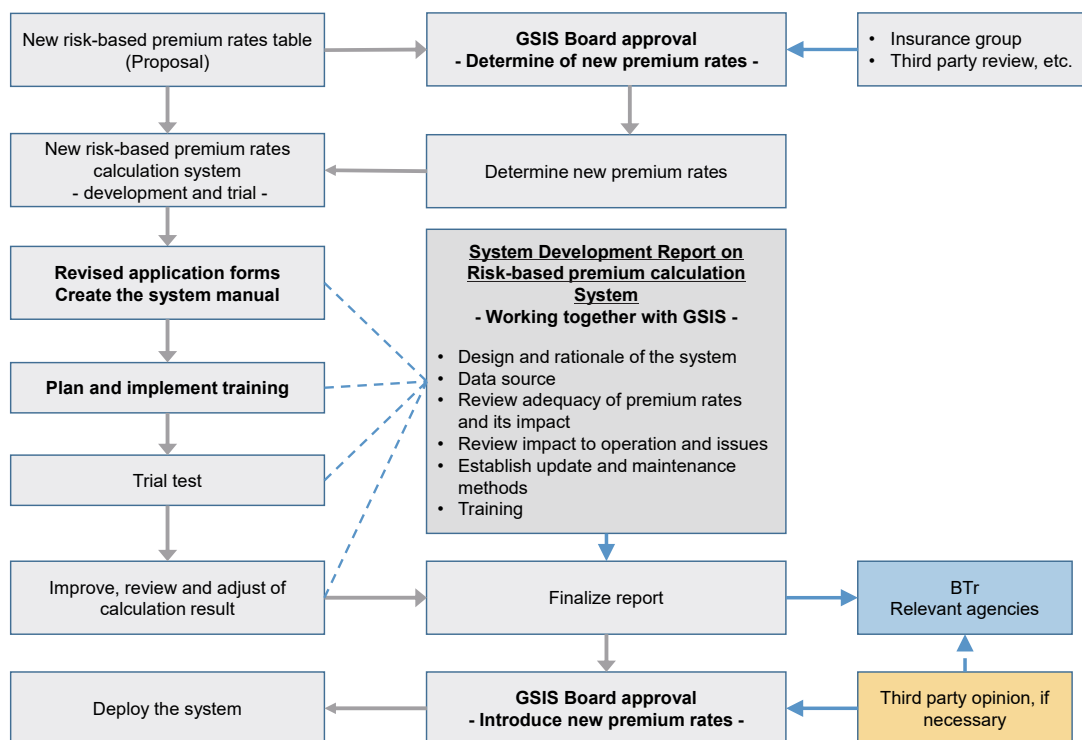 New risk-based premium rates table
(Proposal)
GSIS Board approval
- Determine of new premium rates -
• Insurance group
• Third party review, etc.
New risk-based premium rates
calculation system
- development and trial -
Determine new premium rates
Revised application forms
Create the system manual
System Development Report on
Risk-based premium calculation
System
- Working together with GSIS -
• Design and rationale of the system
• Data source
• Review adequacy of premium rates
and its impact
• Review impact to operation and issues
• Establish update and maintenance
methods
• Training
Plan and implement training
Trial test
Improve, review and adjust of
calculation result
Finalize report
BTr
Relevant agencies
Deploy the system
GSIS Board approval
- Introduce new premium rates -
Third party opinion, if
necessary